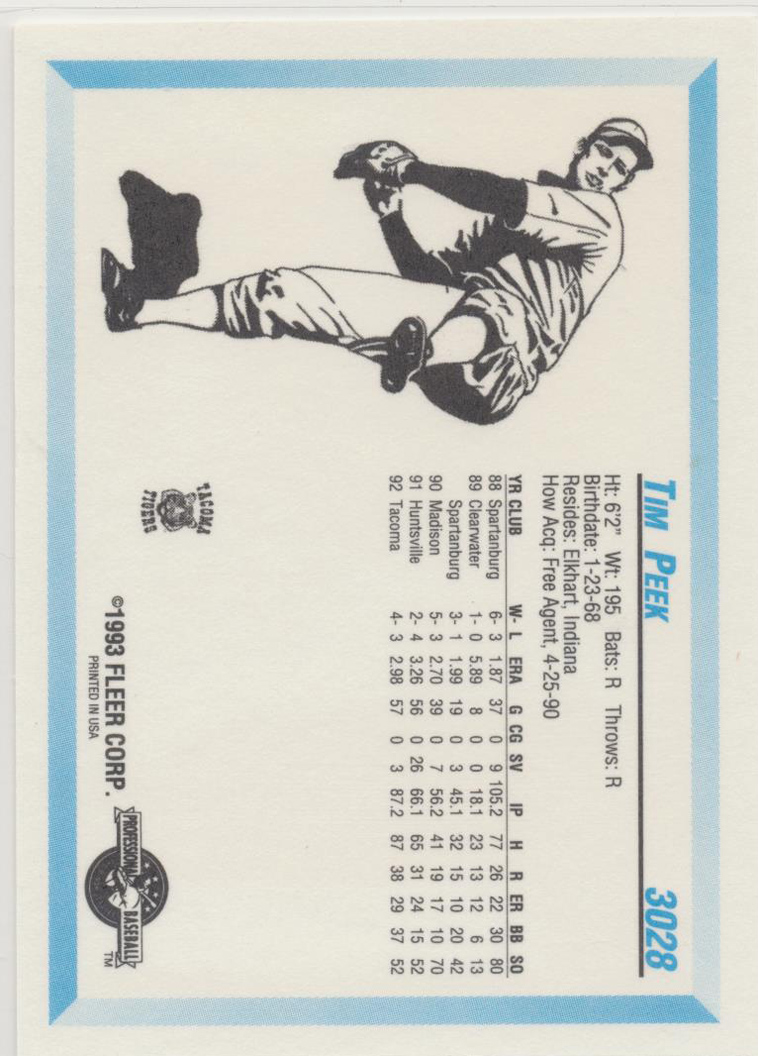 TIM PEEK 3028
Ht: 6'2" Wt: 195 Bats: R Throws: R
Birthdate: 1-23-68
Resides: Elkhart, Indiana
How Acq: Free Agent, 4-25-90
YR CLUB W- L ERA G CG SV IP H R ER BB SO
88 Spartanburg 6- 3 1.87 37 0 9 105.2 77 26 22 30 80
89 Clearwater 1- 0 5.89 8 0 0 18.1 23 13 12 6 13
Spartanburg 3- 1 1.99 19 0 3 45.1 32 15 10 20 42
90 Madison 5- 3 2.70 39 0 7 56.2 41 19 17 10 70
91 Huntsville 2- 4 3.26 56 0 26 66.1 65 31 24 15 52
92 Tacoma 4- 3 2.98 57 0 3 87.2 87 38 29 37 52
TACOMA
TIGERS
©1993 FLEER CORP.
PRINTED IN USA
PROFESSIONAL BASEBALL TM